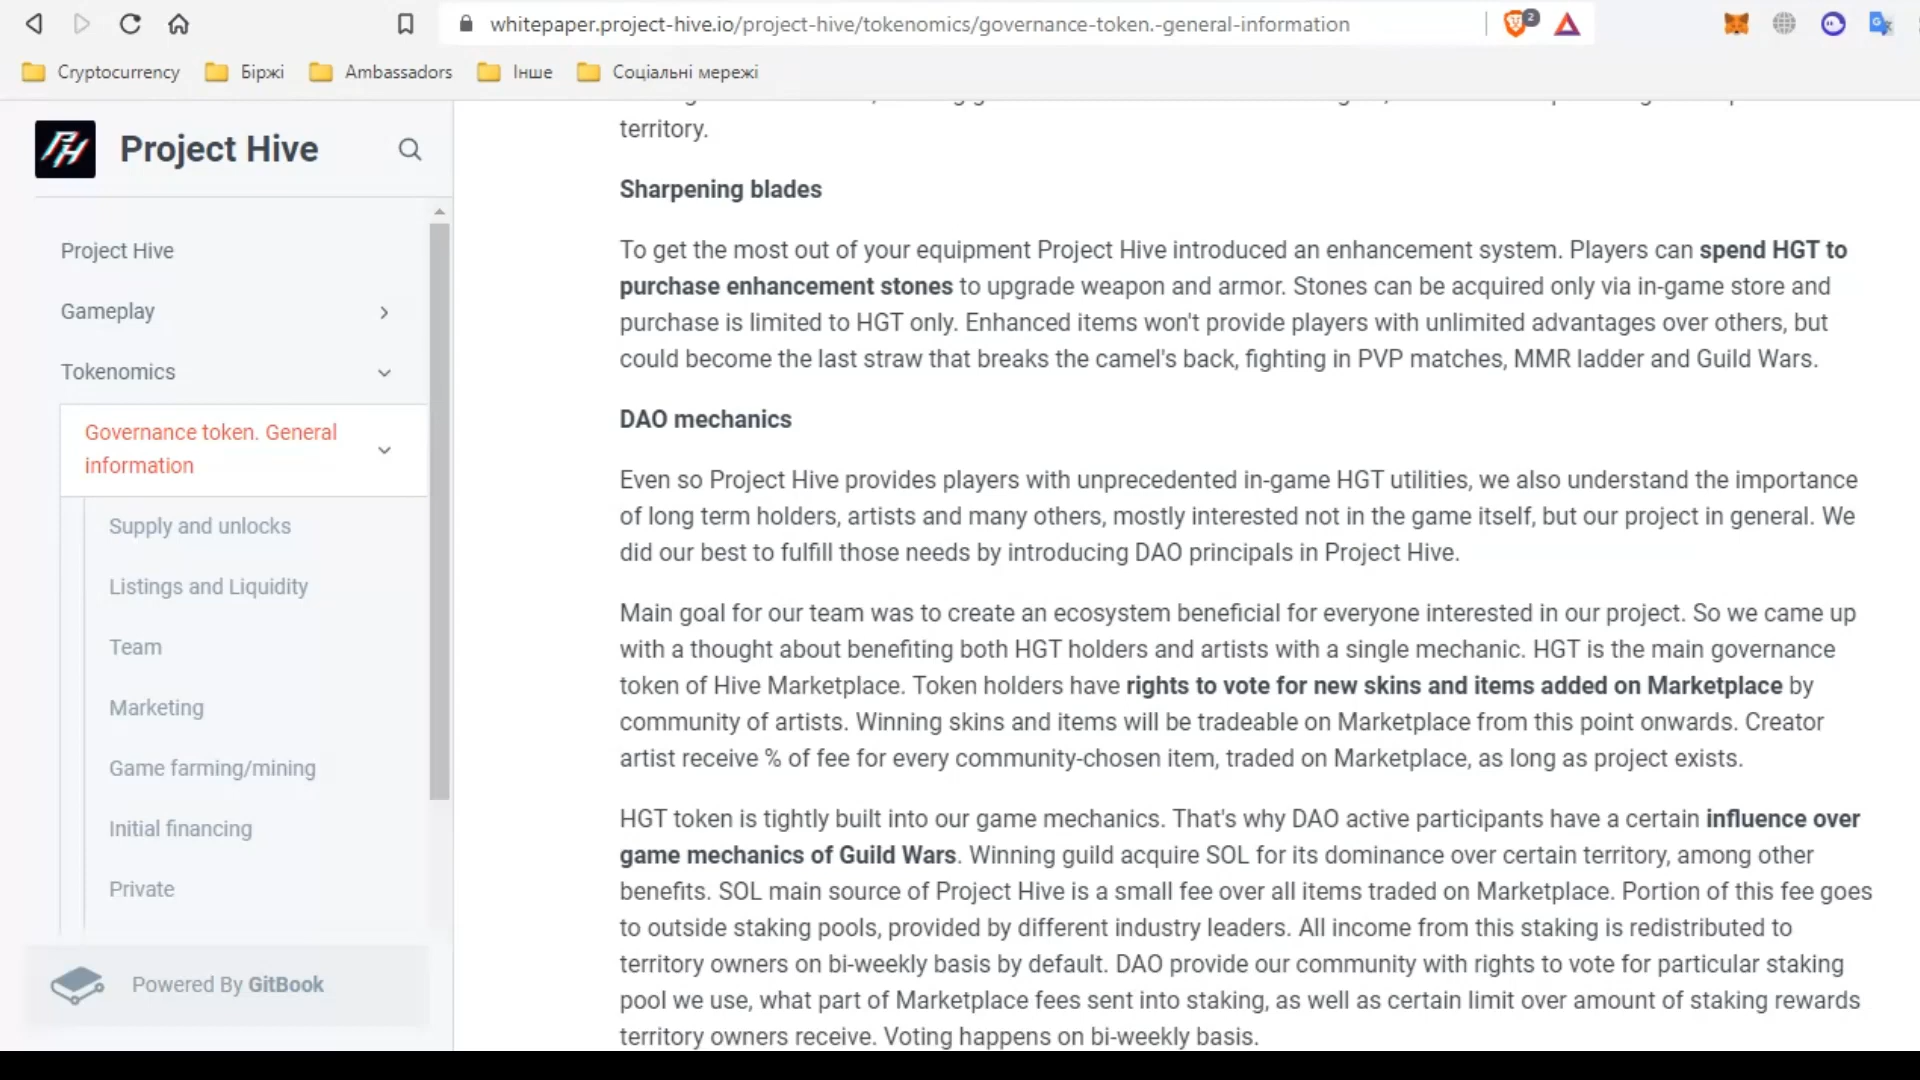 whitepaper.project-hive.io/project-hive/tokenomics/governance-token.-general-information
2
Cryptocurrency
Біржі
Ambassadors
Інше
Соціальні мережі
PH
Project Hive
Project Hive
Gameplay
Tokenomics
Governance token. General
information
Supply and unlocks
Listings and Liquidity
Team
Marketing
Game farming/mining
Initial financing
Private
Powered By GitBook
territory.
Sharpening blades
To get the most out of your equipment Project Hive introduced an enhancement system. Players can spend HGT to
purchase enhancement stones to upgrade weapon and armor. Stones can be acquired only via in-game store and
purchase is limited to HGT only. Enhanced items won't provide players with unlimited advantages over others, but
could become the last straw that breaks the camel's back, fighting in PVP matches, MMR ladder and Guild Wars.
DAO mechanics
Even so Project Hive provides players with unprecedented in-game HGT utilities, we also understand the importance
of long term holders, artists and many others, mostly interested not in the game itself, but our project in general. We
did our best to fulfill those needs by introducing DAO principals in Project Hive.
Main goal for our team was to create an ecosystem beneficial for everyone interested in our project. So we came up
with a thought about benefiting both HGT holders and artists with a single mechanic. HGT is the main governance
token of Hive Marketplace. Token holders have rights to vote for new skins and items added on Marketplace by
community of artists. Winning skins and items will be tradeable on Marketplace from this point onwards. Creator
artist receive % of fee for every community-chosen item, traded on Marketplace, as long as project exists.
HGT token is tightly built into our game mechanics. That's why DAO active participants have a certain influence over
game mechanics of Guild Wars. Winning guild acquire SOL for its dominance over certain territory, among other
benefits. SOL main source of Project Hive is a small fee over all items traded on Marketplace. Portion of this fee goes
to outside staking pools, provided by different industry leaders. All income from this staking is redistributed to
territory owners on bi-weekly basis by default. DAO provide our community with rights to vote for particular staking
pool we use, what part of Marketplace fees sent into staking, as well as certain limit over amount of staking rewards
territory owners receive. Voting happens on bi-weekly basis.